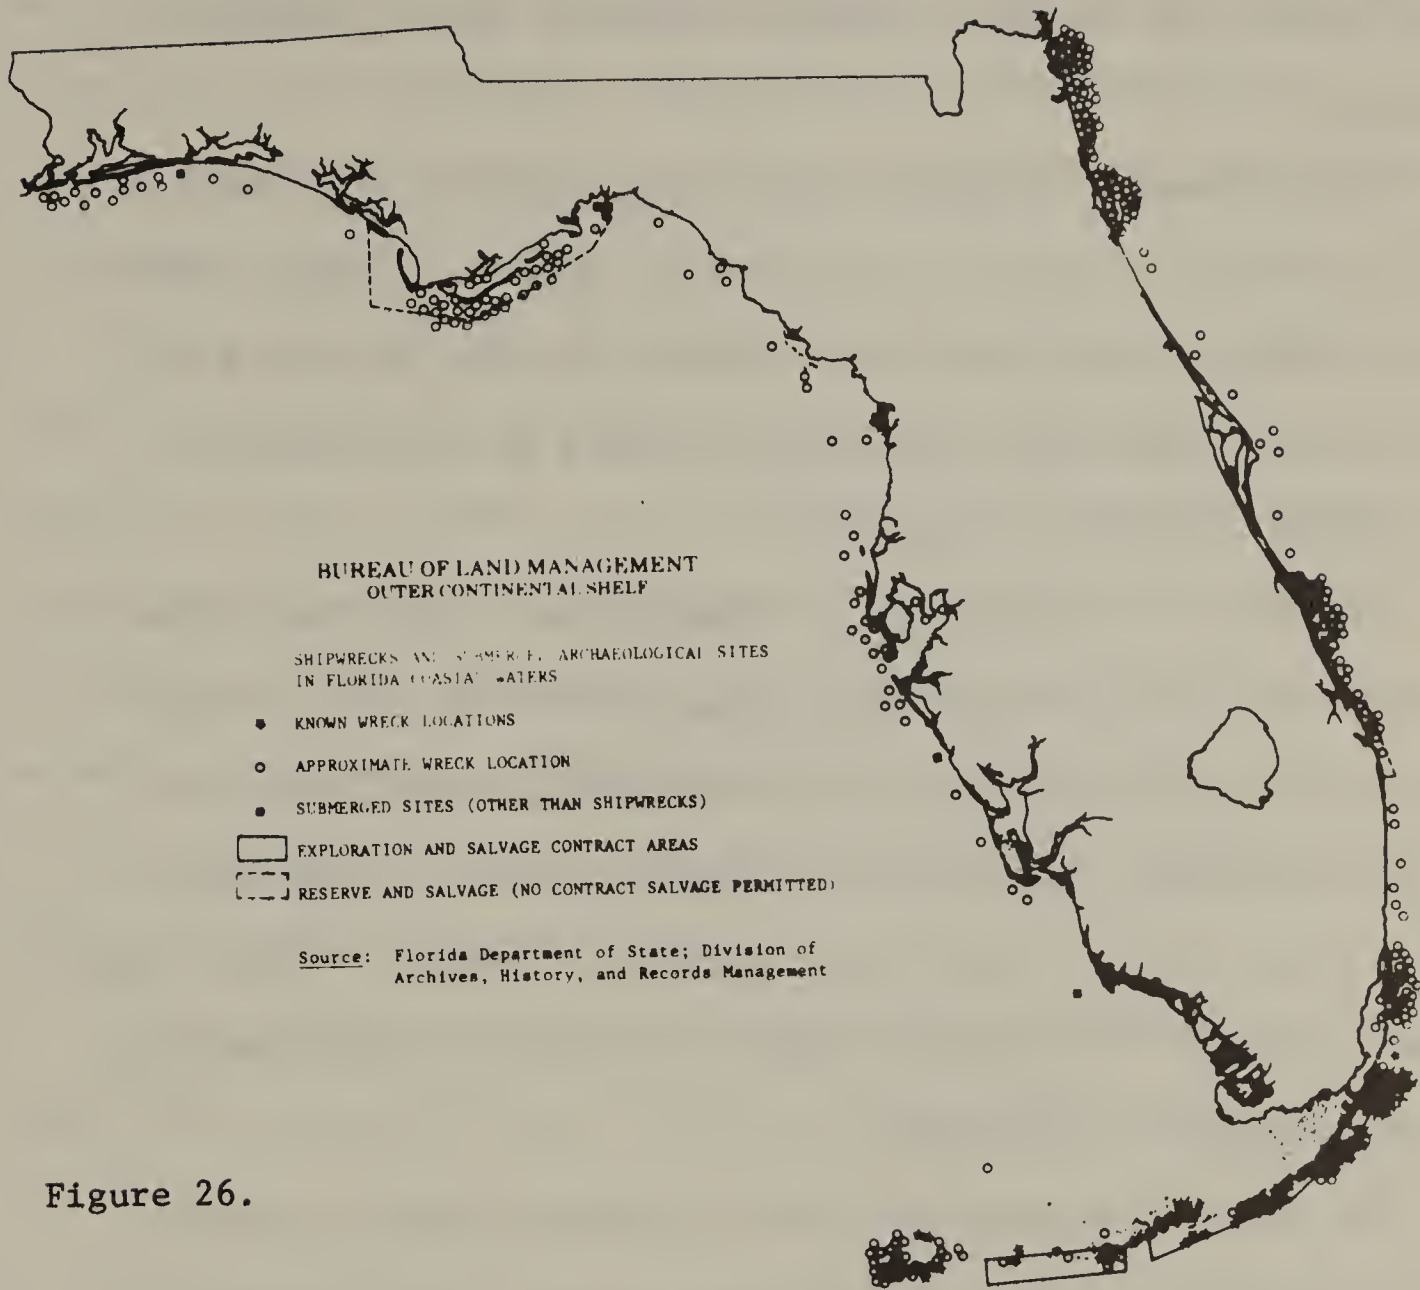 BUREAU OF LAND MANAGEMENT
OUTER CONTINENTAL SHELF
SHIPWRECKS ARCHAEOLOGICAL SITES
IN FLORIDA COASTAL WATERS
KNOWN WRECK LOCATIONS
APPROXIMATE WRECK LOCATION
SUBMERGED SITES (OTHER THAN SHIPWRECKS)
EXPLORATION AND SALVAGE CONTRACT AREAS
RESERVE AND SALVAGE (NO CONTRACT SALVAGE PERMITTED)
Source: Florida Department of State; Division of
Archives, History, and Records Management
Figure 26.